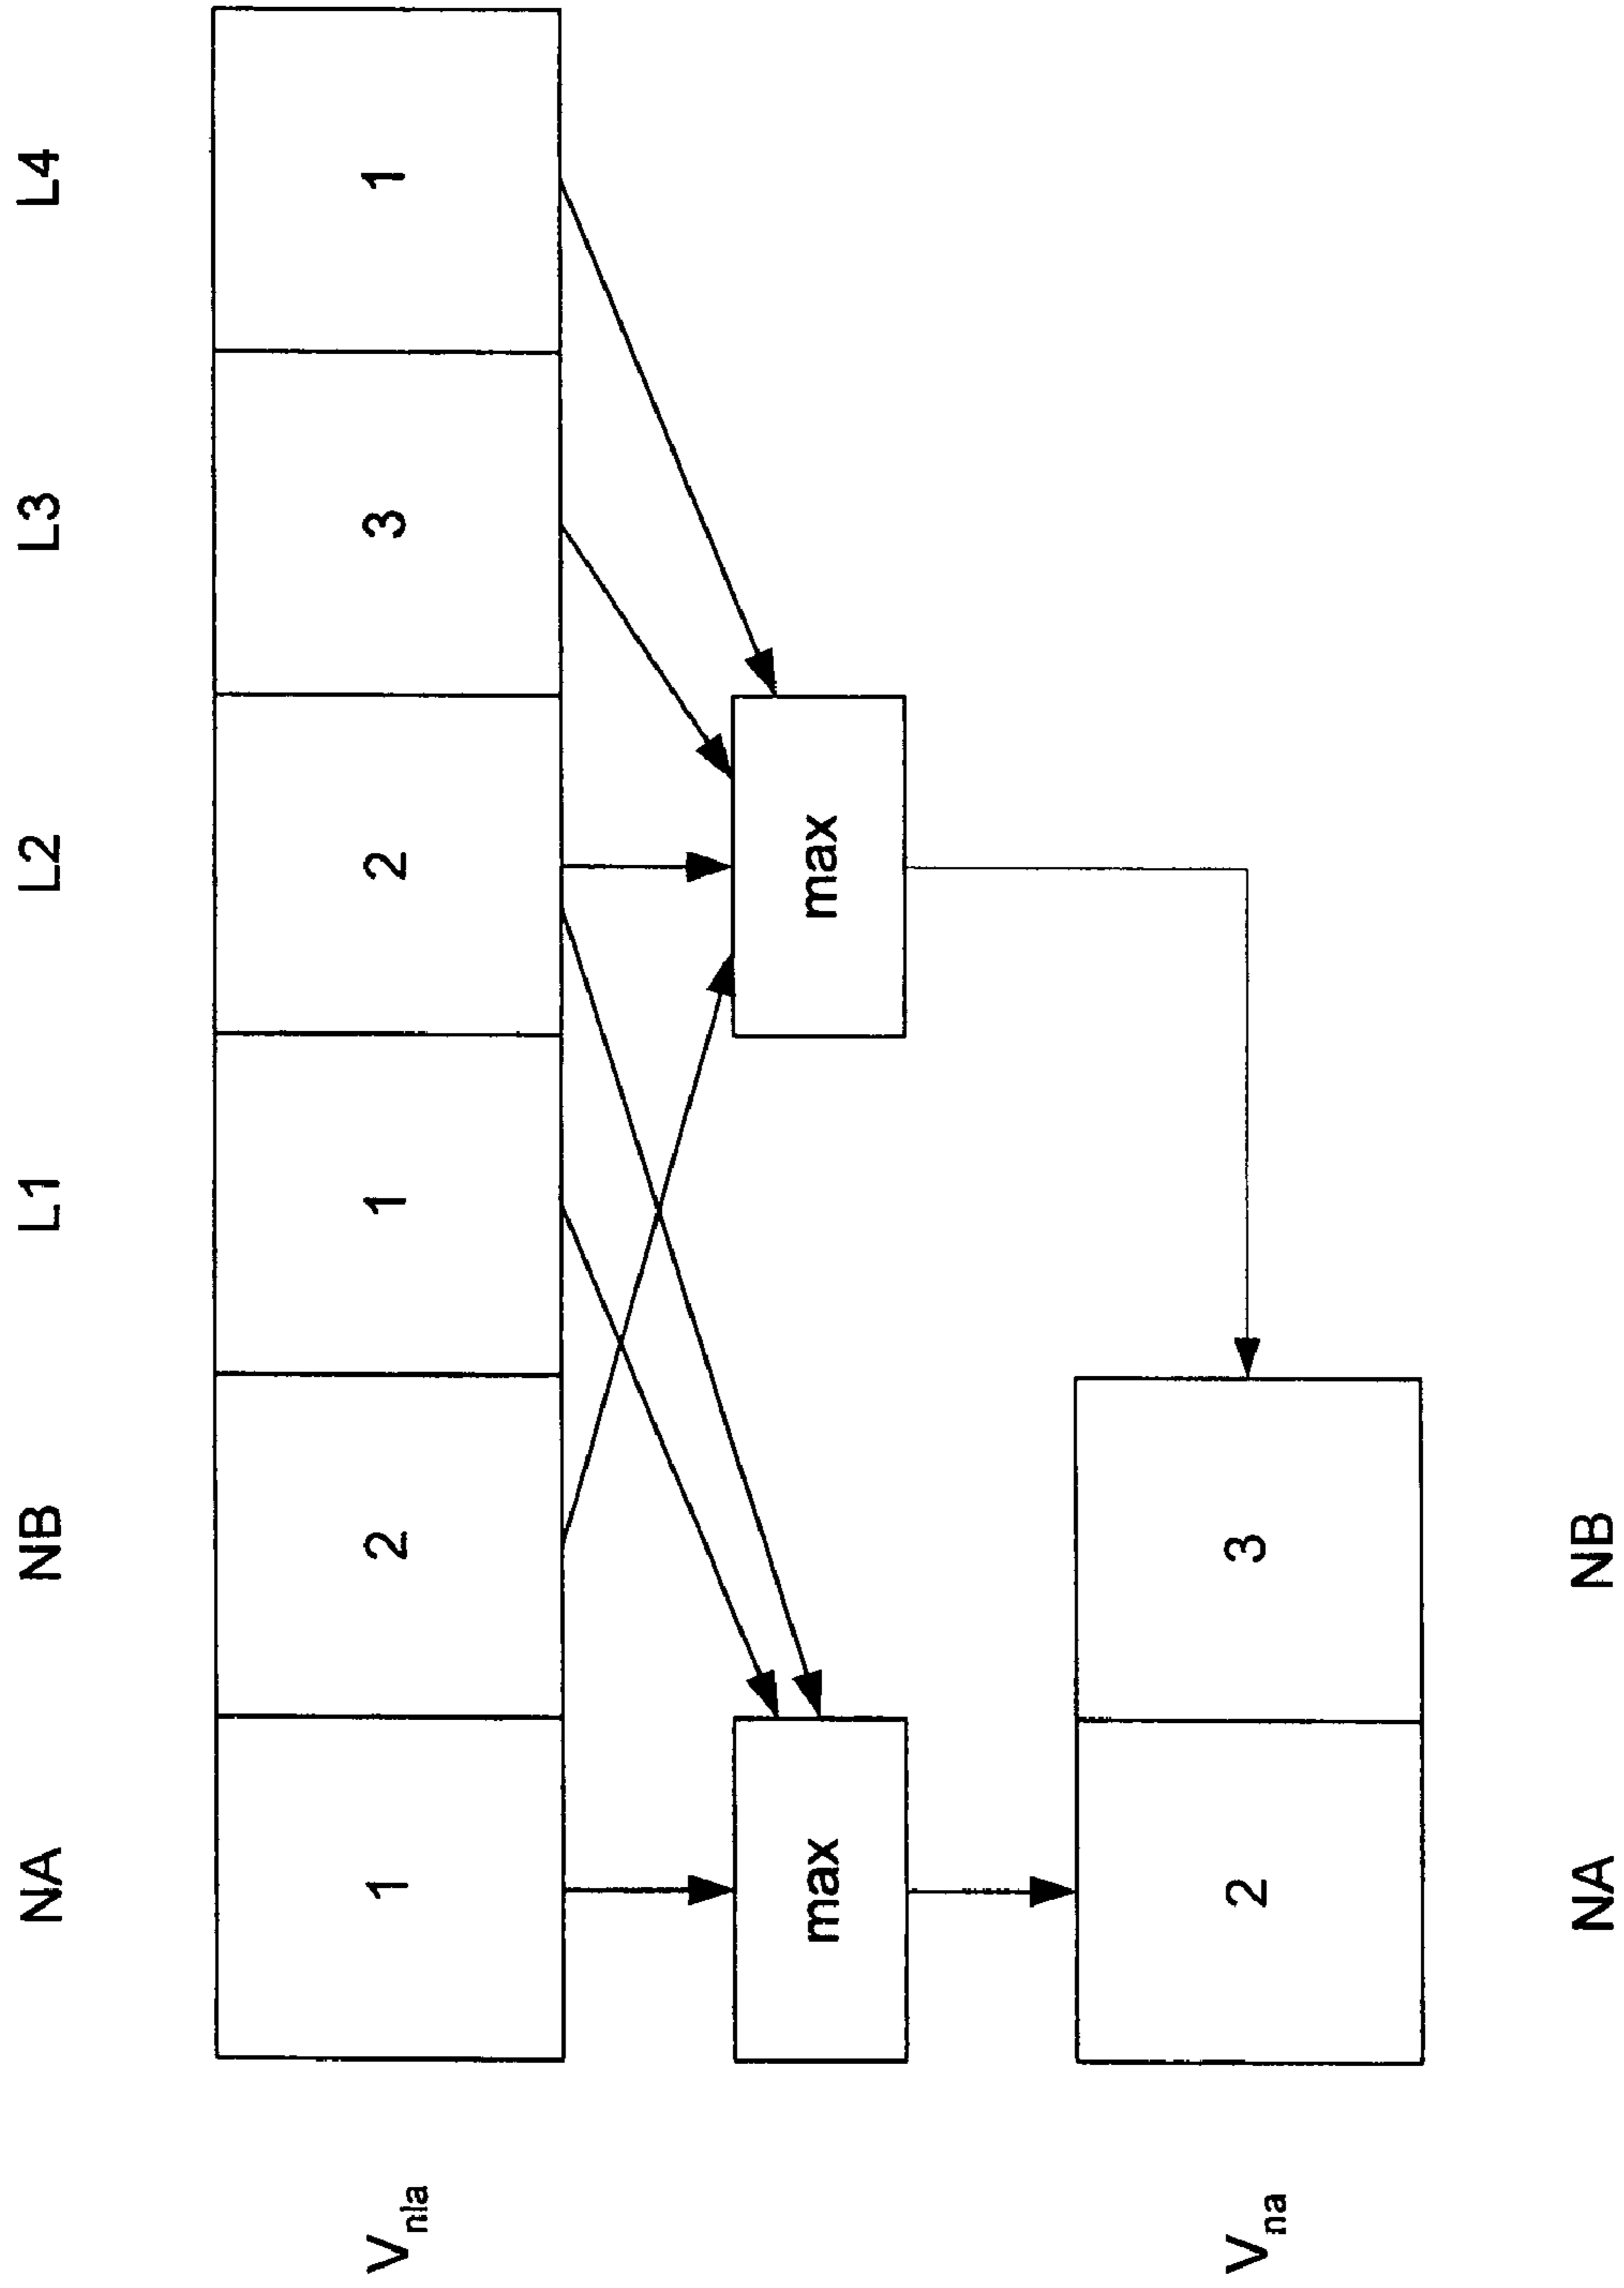 NA NB L1 L2 L3 L4
V_nla 1 2 1 2 3 1
max max
V_na 2 3
NA NB